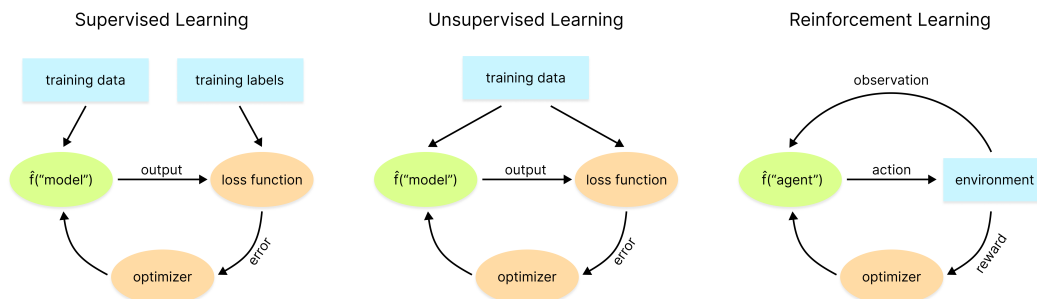 Supervised Learning
training data
training labels
f̂(“model”)
output
loss function
error
optimizer
Unsupervised Learning
training data
f̂(“model”)
output
loss function
error
optimizer
Reinforcement Learning
observation
f̂(“agent”)
action
environment
reward
optimizer